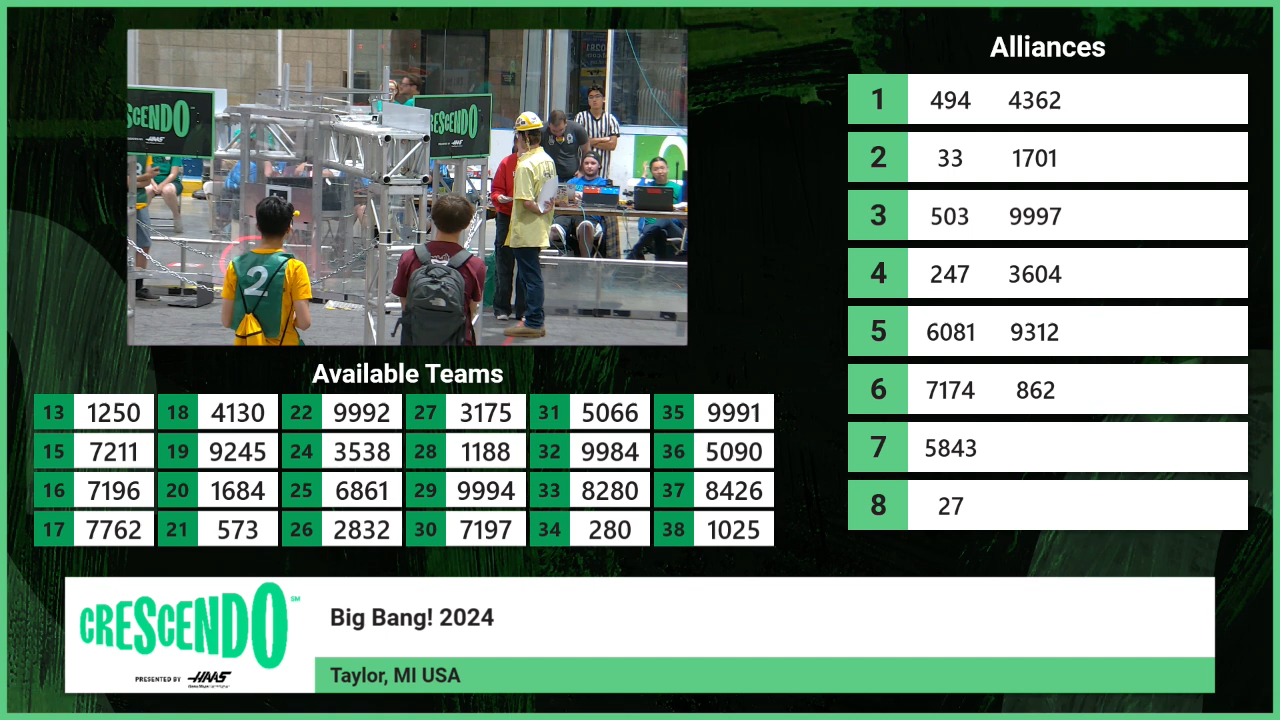 CRESCENDO
CRESCENDO
HAAS
2
Alliances
1 494 4362
2 33 1701
3 503 9997
4 247 3604
5 6081 9312
6 7174 862
7 5843
8 27
Available Teams
13 1250 18 4130 22 9992 27 3175 31 5066 35 9991
15 7211 19 9245 24 3538 28 1188 32 9984 36 5090
16 7196 20 1684 25 6861 29 9994 33 8280 37 8426
17 7762 21 573 26 2832 30 7197 34 280 38 1025
CRESCENDO℠
PRESENTED BY HAAS
Big Bang! 2024
Taylor, MI USA